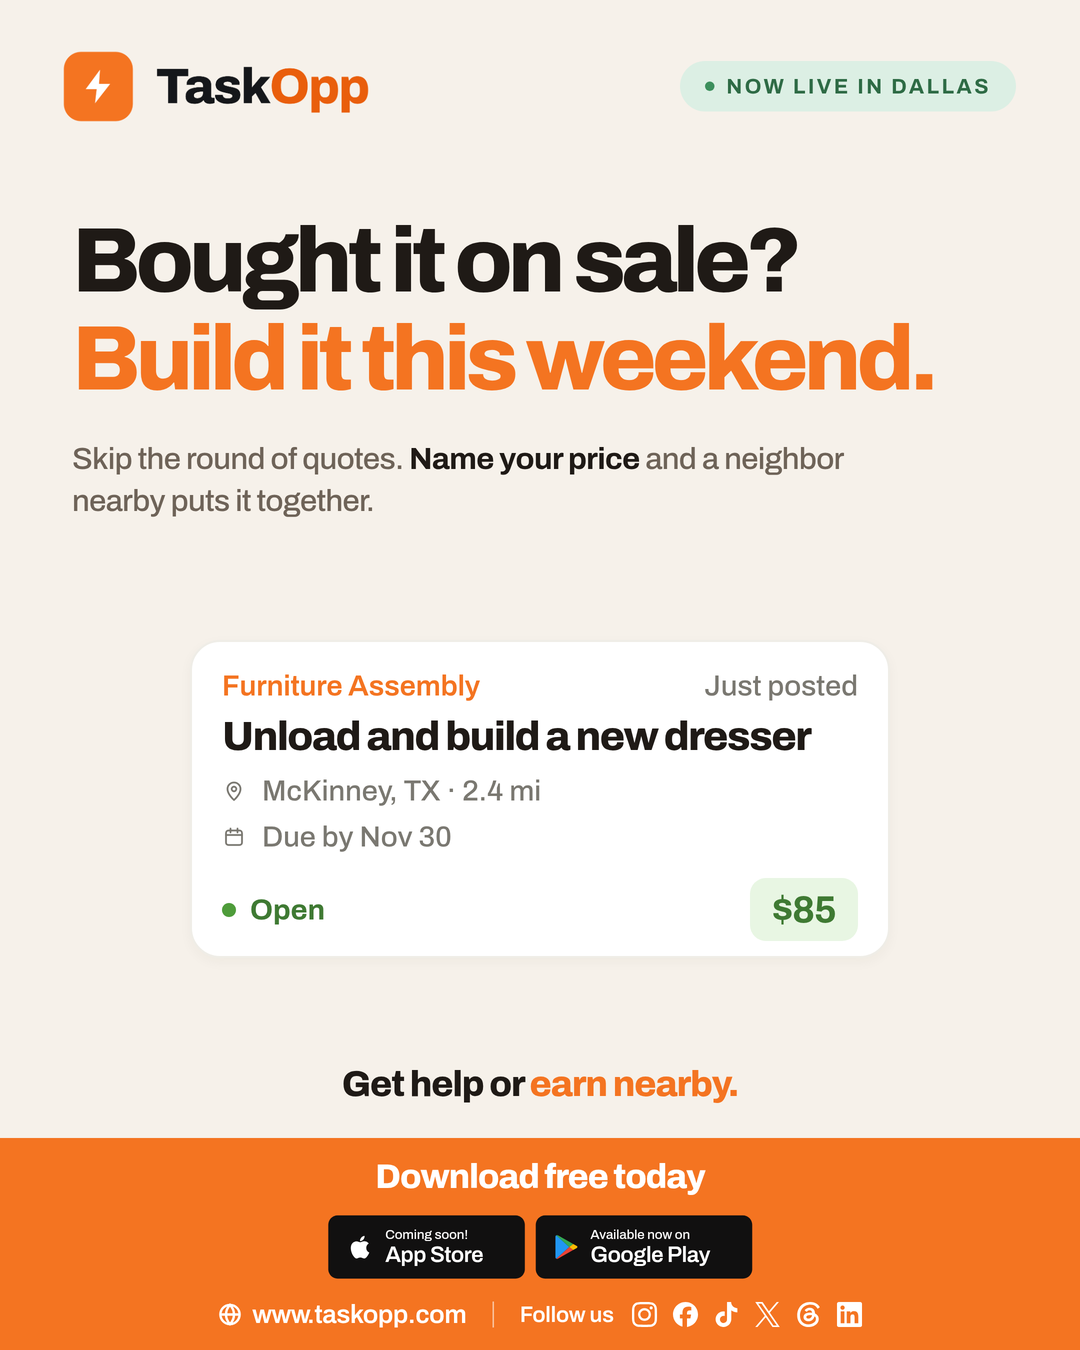 TaskOpp
NOW LIVE IN DALLAS
Bought it on sale?
Build it this weekend.
Skip the round of quotes. Name your price and a neighbor
nearby puts it together.
Furniture Assembly
Just posted
Unload and build a new dresser
McKinney, TX · 2.4 mi
Due by Nov 30
Open
$85
Get help or earn nearby.
Download free today
Coming soon!
App Store
Available now on
Google Play
www.taskopp.com
Follow us